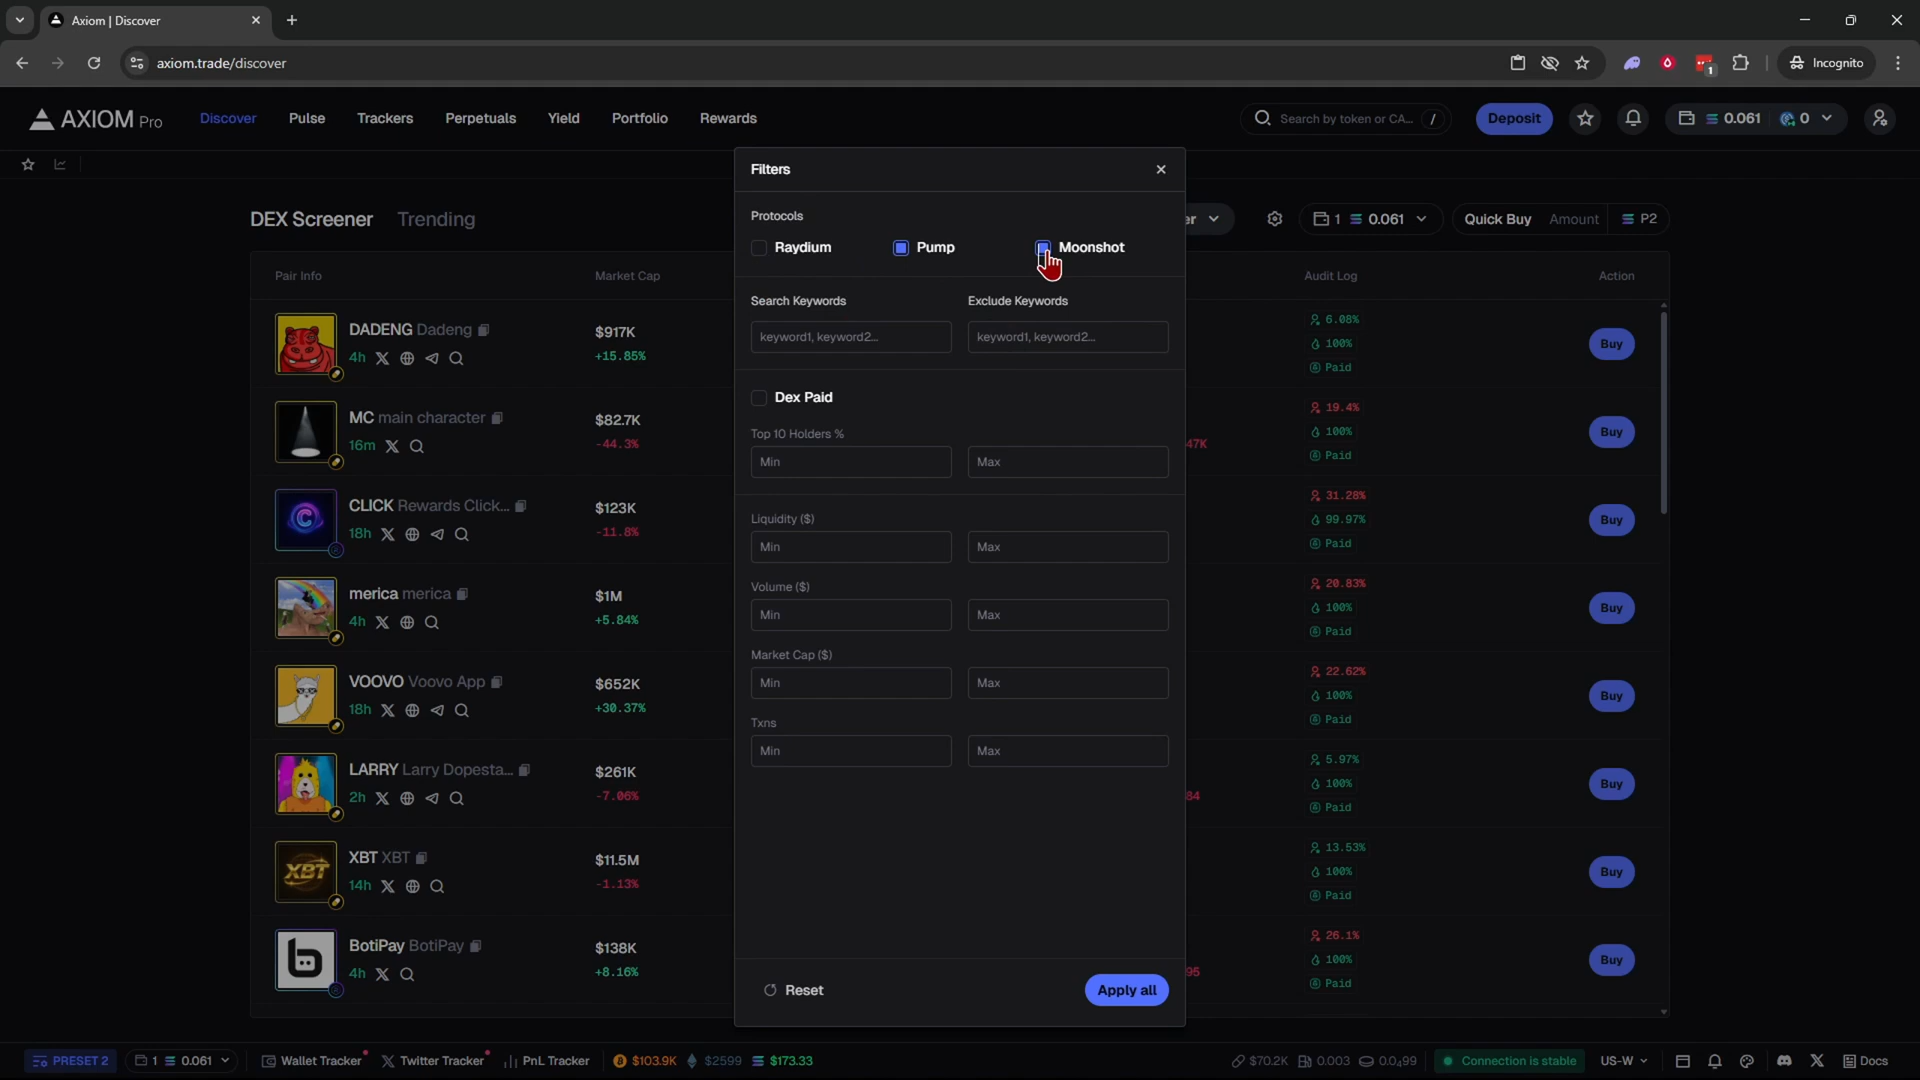 Axiom | Discover
axiom.trade/discover
1
Incognito
AXIOM Pro
Discover
Pulse
Trackers
Perpetuals
Yield
Portfolio
Rewards
Search by token or CA...
/
Deposit
0.061
0
DEX Screener
Trending
er
1
0.061
Quick Buy
Amount
P2
Pair Info
Market Cap
Audit Log
Action
DADENG Dadeng
4h
$917K
+15.85%
6.08%
100%
Paid
Buy
MC main character
16m
$82.7K
-44.3%
47K
19.4%
100%
Paid
Buy
CLICK Rewards Click...
18h
$123K
-11.8%
31.28%
99.97%
Paid
Buy
merica merica
4h
$1M
+5.84%
20.83%
100%
Paid
Buy
VOOVO Voovo App
18h
$652K
+30.37%
22.62%
100%
Paid
Buy
LARRY Larry Dopesta...
2h
$261K
-7.06%
84
5.97%
100%
Paid
Buy
XBT XBT
XBT
14h
$11.5M
-1.13%
13.53%
100%
Paid
Buy
BotiPay BotiPay
4h
$138K
+8.16%
95
26.1%
100%
Paid
Buy
Filters
Protocols
Raydium
Pump
Moonshot
Search Keywords
Exclude Keywords
keyword1, keyword2...
keyword1, keyword2...
Dex Paid
Top 10 Holders %
Min
Max
Liquidity ($)
Min
Max
Volume ($)
Min
Max
Market Cap ($)
Min
Max
Txns
Min
Max
Reset
Apply all
PRESET 2
1
0.061
Wallet Tracker
Twitter Tracker
PnL Tracker
$103.9K
$2599
$173.33
$70.2K
0.003
0.0₄99
Connection is stable
US-W
Docs